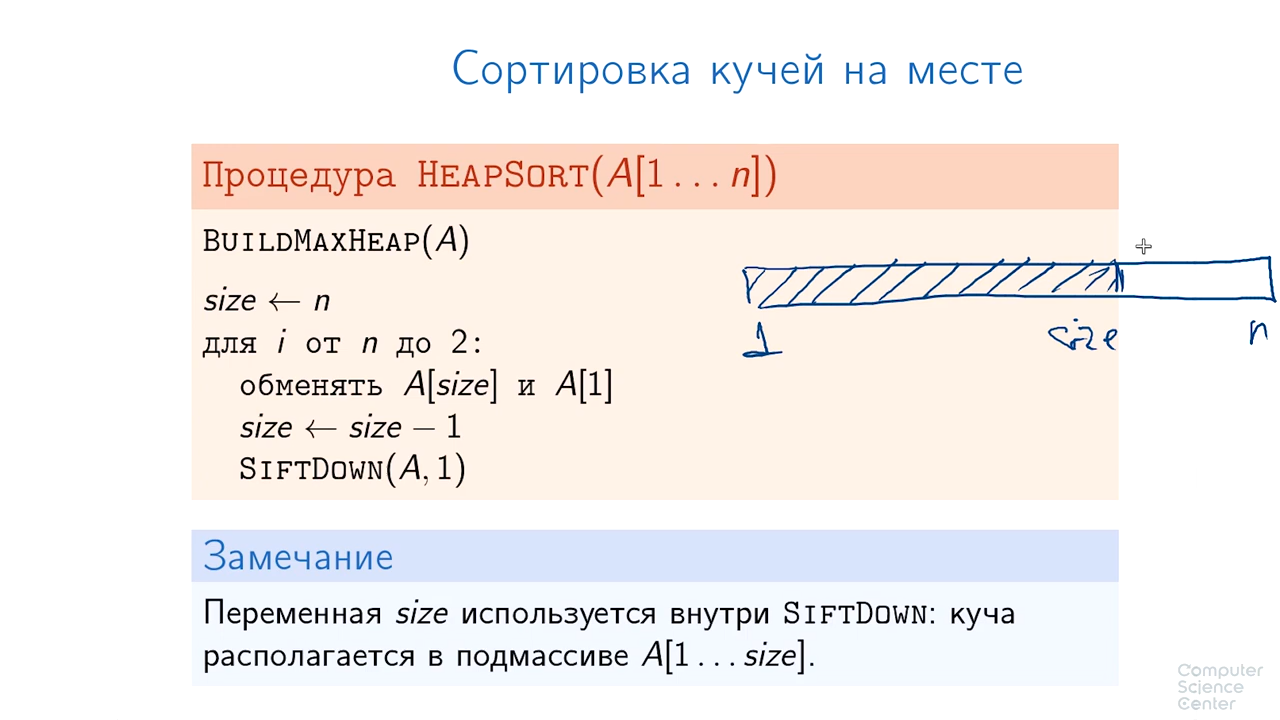 Сортировка кучей на месте
Процедура HEAPSORT(A[1 . . . n])
BUILDMAXHEAP(A)
size ← n
для i от n до 2:
обменять A[size] и A[1]
size ← size − 1
SIFTDOWN(A, 1)
1 size n
Замечание
Переменная size используется внутри SIFTDOWN: куча
располагается в подмассиве A[1 . . . size].
Computer
Science
Center